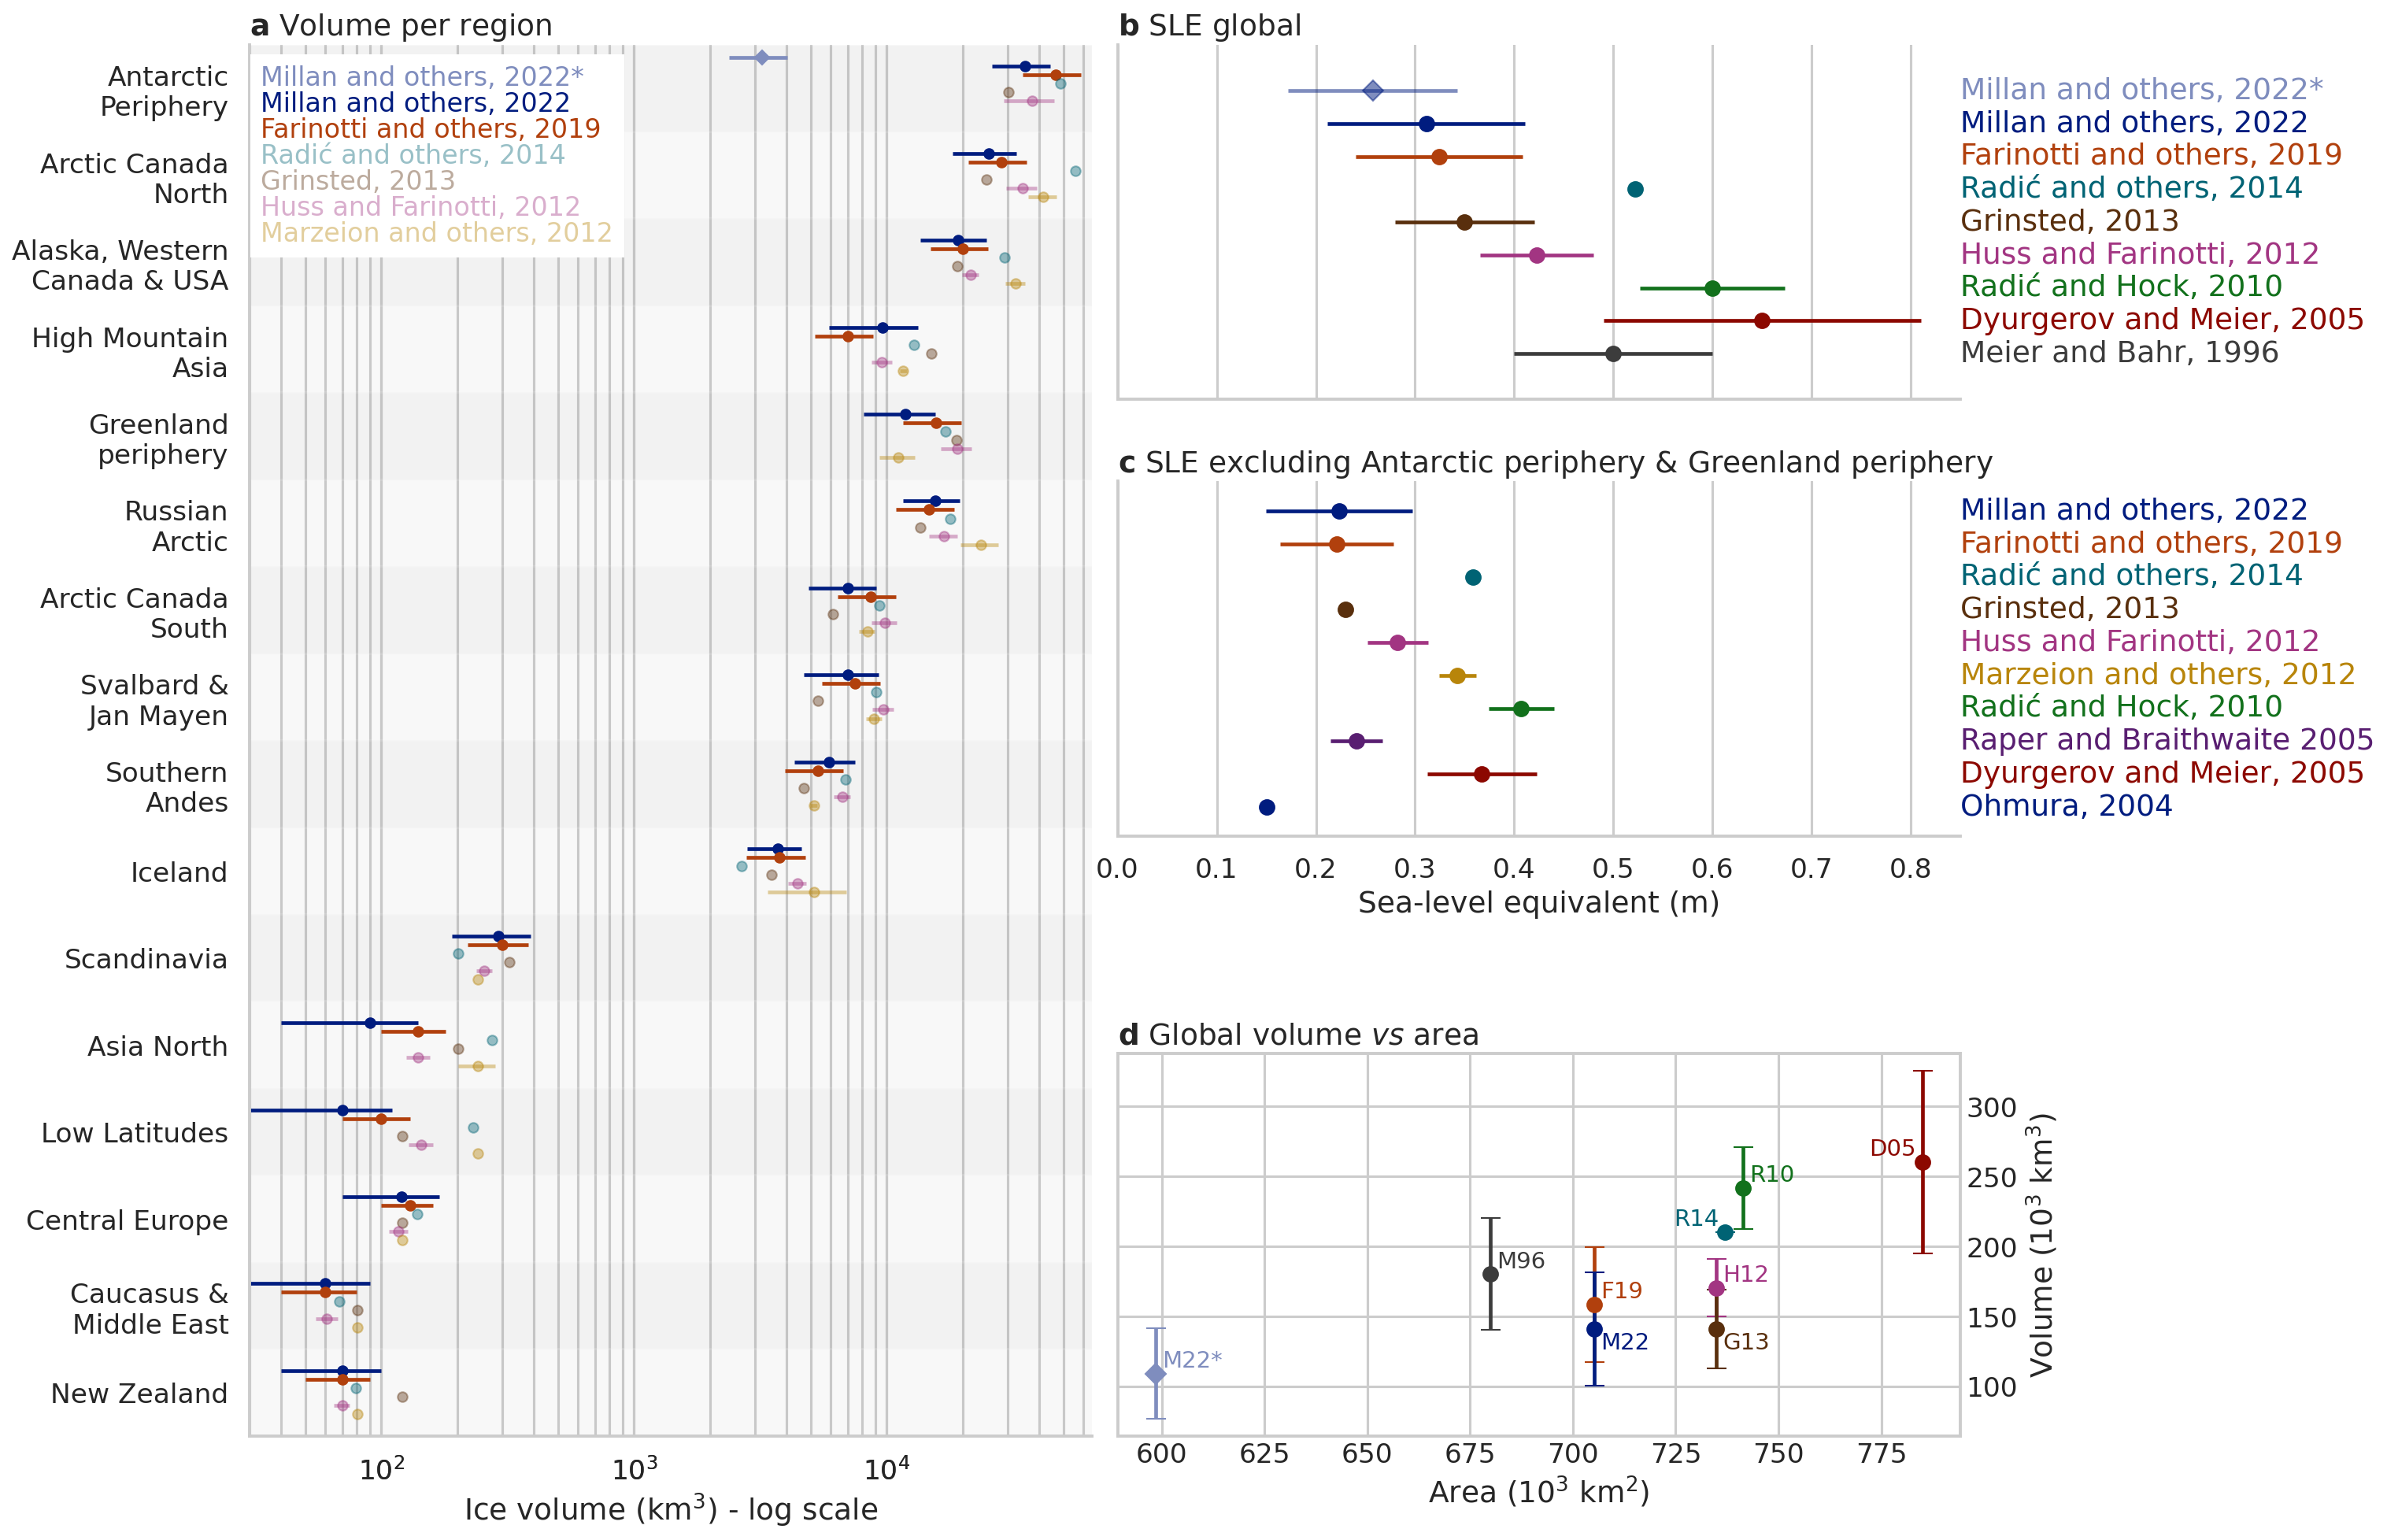 a Volume per region
Antarctic
Periphery
Arctic Canada
North
Alaska, Western
Canada & USA
High Mountain
Asia
Greenland
periphery
Russian
Arctic
Arctic Canada
South
Svalbard &
Jan Mayen
Southern
Andes
Iceland
Scandinavia
Asia North
Low Latitudes
Central Europe
Caucasus &
Middle East
New Zealand
Millan and others, 2022*
Millan and others, 2022
Farinotti and others, 2019
Radić and others, 2014
Grinsted, 2013
Huss and Farinotti, 2012
Marzeion and others, 2012
10² 10³ 10⁴
Ice volume (km³) - log scale
b SLE global
Millan and others, 2022*
Millan and others, 2022
Farinotti and others, 2019
Radić and others, 2014
Grinsted, 2013
Huss and Farinotti, 2012
Radić and Hock, 2010
Dyurgerov and Meier, 2005
Meier and Bahr, 1996
c SLE excluding Antarctic periphery & Greenland periphery
Millan and others, 2022
Farinotti and others, 2019
Radić and others, 2014
Grinsted, 2013
Huss and Farinotti, 2012
Marzeion and others, 2012
Radić and Hock, 2010
Raper and Braithwaite 2005
Dyurgerov and Meier, 2005
Ohmura, 2004
0.0 0.1 0.2 0.3 0.4 0.5 0.6 0.7 0.8
Sea-level equivalent (m)
d Global volume vs area
300
250
200
150
100
Volume (10³ km³)
D05
R10
R14
M96
H12
F19
M22
G13
M22*
600 625 650 675 700 725 750 775
Area (10³ km²)